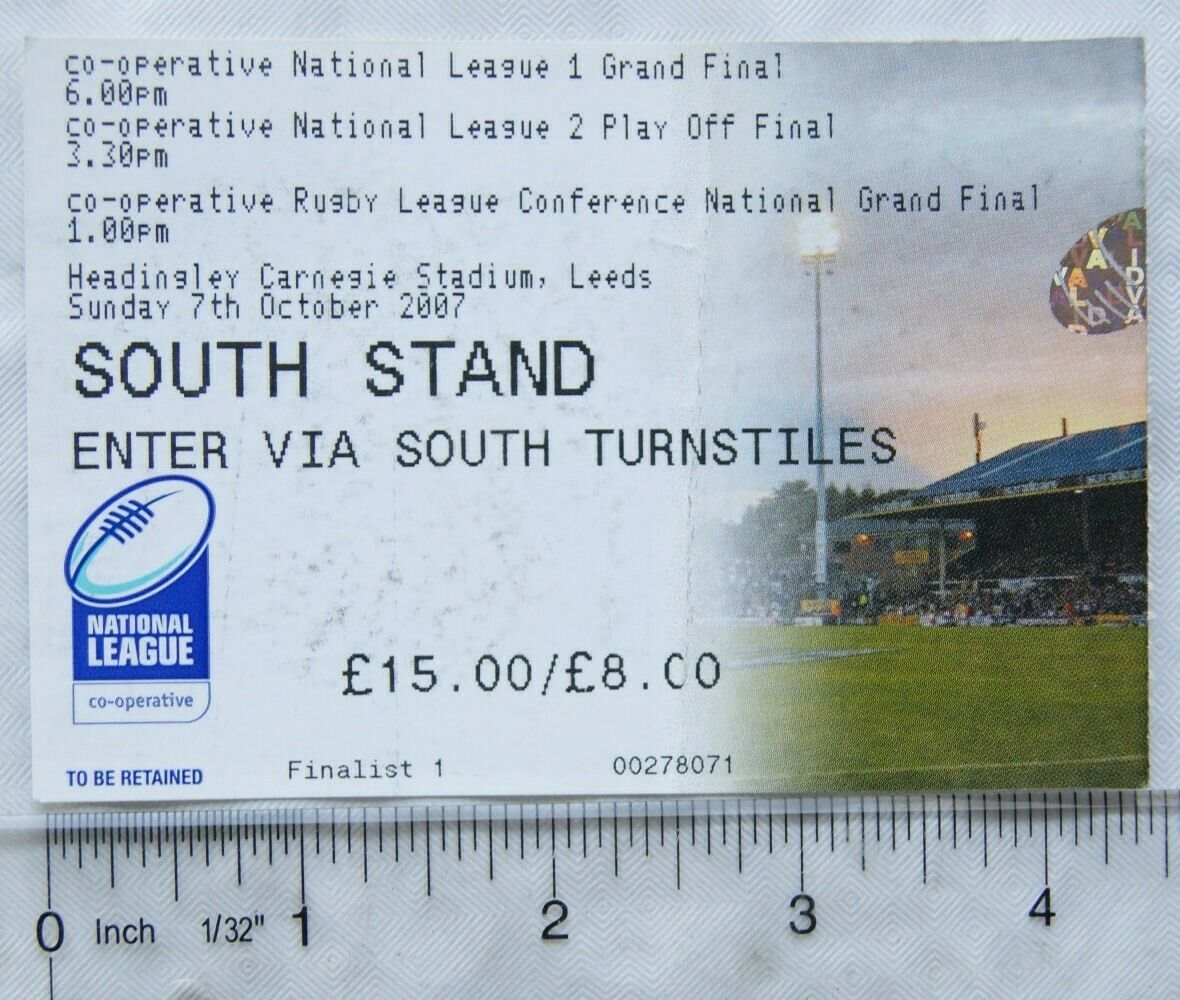 co-operative National League 1 Grand Final
6.00pm
co-operative National League 2 Play Off Final
3.30pm
co-operative Rugby League Conference National Grand Final
1.00pm
Headingley Carnegie Stadium, Leeds
Sunday 7th October 2007
SOUTH STAND
ENTER VIA SOUTH TURNSTILES
NATIONAL
LEAGUE
co-operative
£15.00/£8.00
TO BE RETAINED
Finalist 1
00278071
0 Inch 1/32" 1 2 3 4